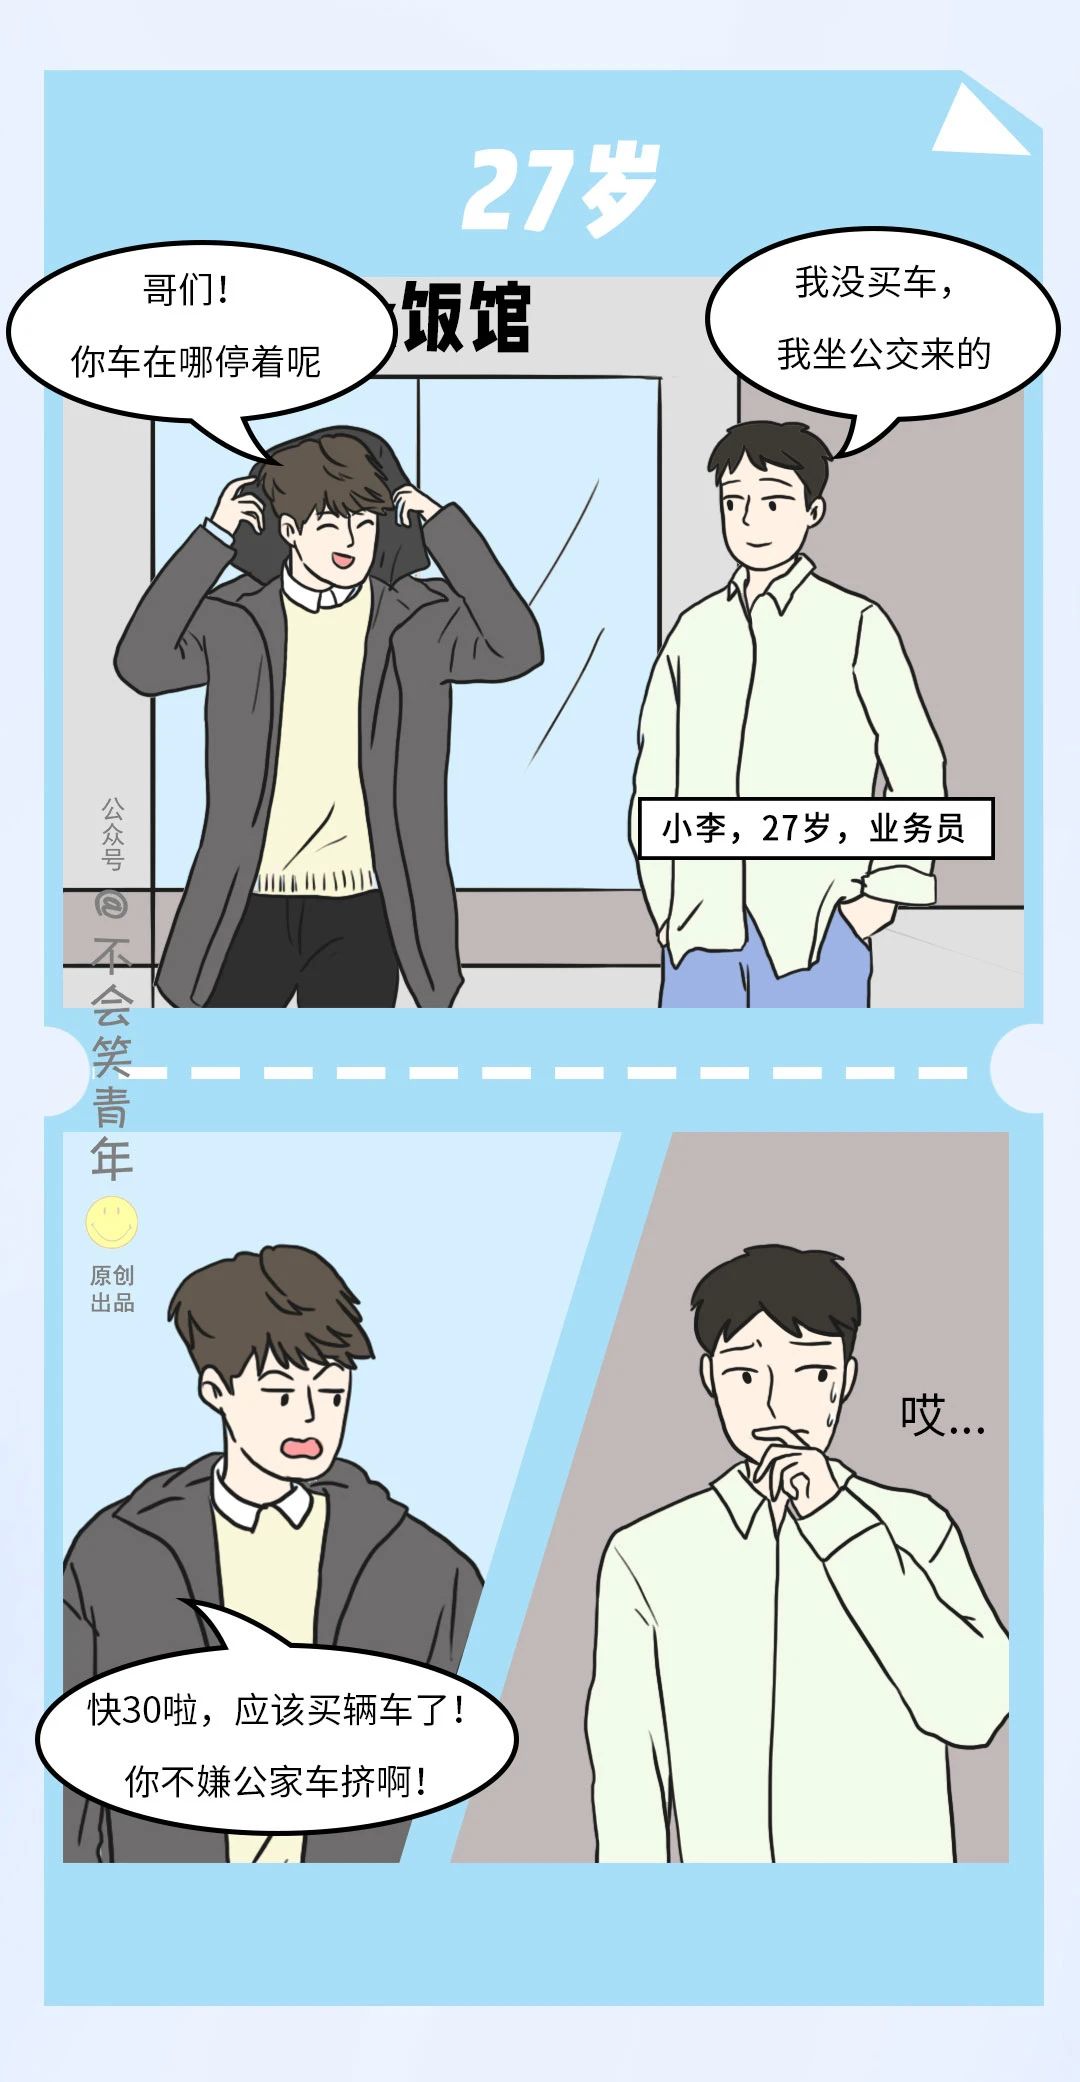 27岁
哥们！
你车在哪停着呢
饭馆
我没买车，
我坐公交来的
小李，27岁，业务员
公众号
@不会笑青年
原创
出品
哎...
快30啦，应该买辆车了！
你不嫌公家车挤啊！